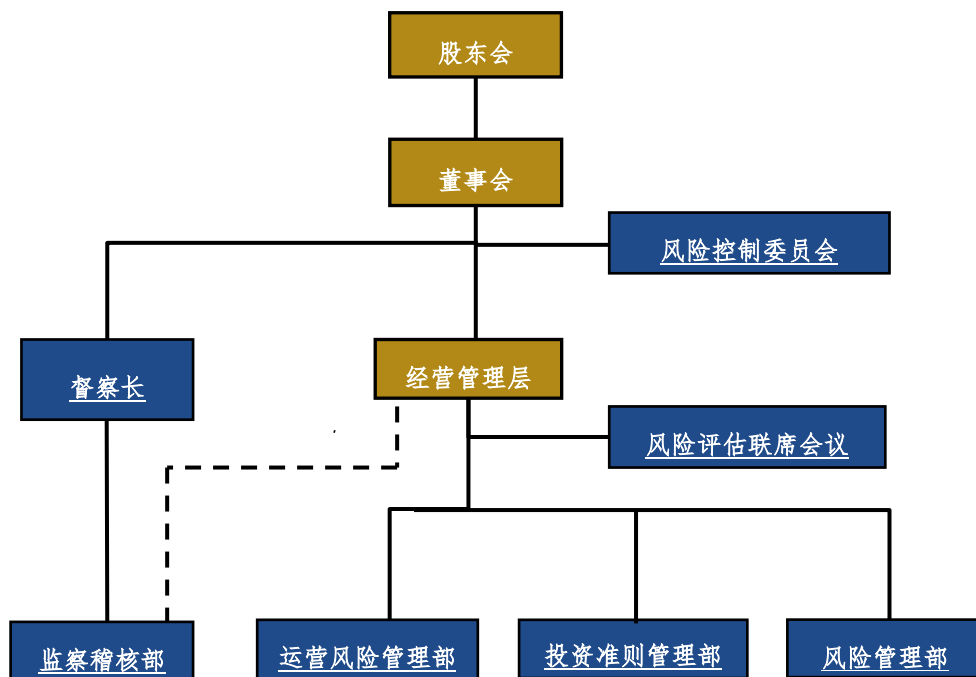 股东会
董事会
风险控制委员会
督察长
经营管理层
风险评估联席会议
监察稽核部
运营风险管理部
投资准则管理部
风险管理部